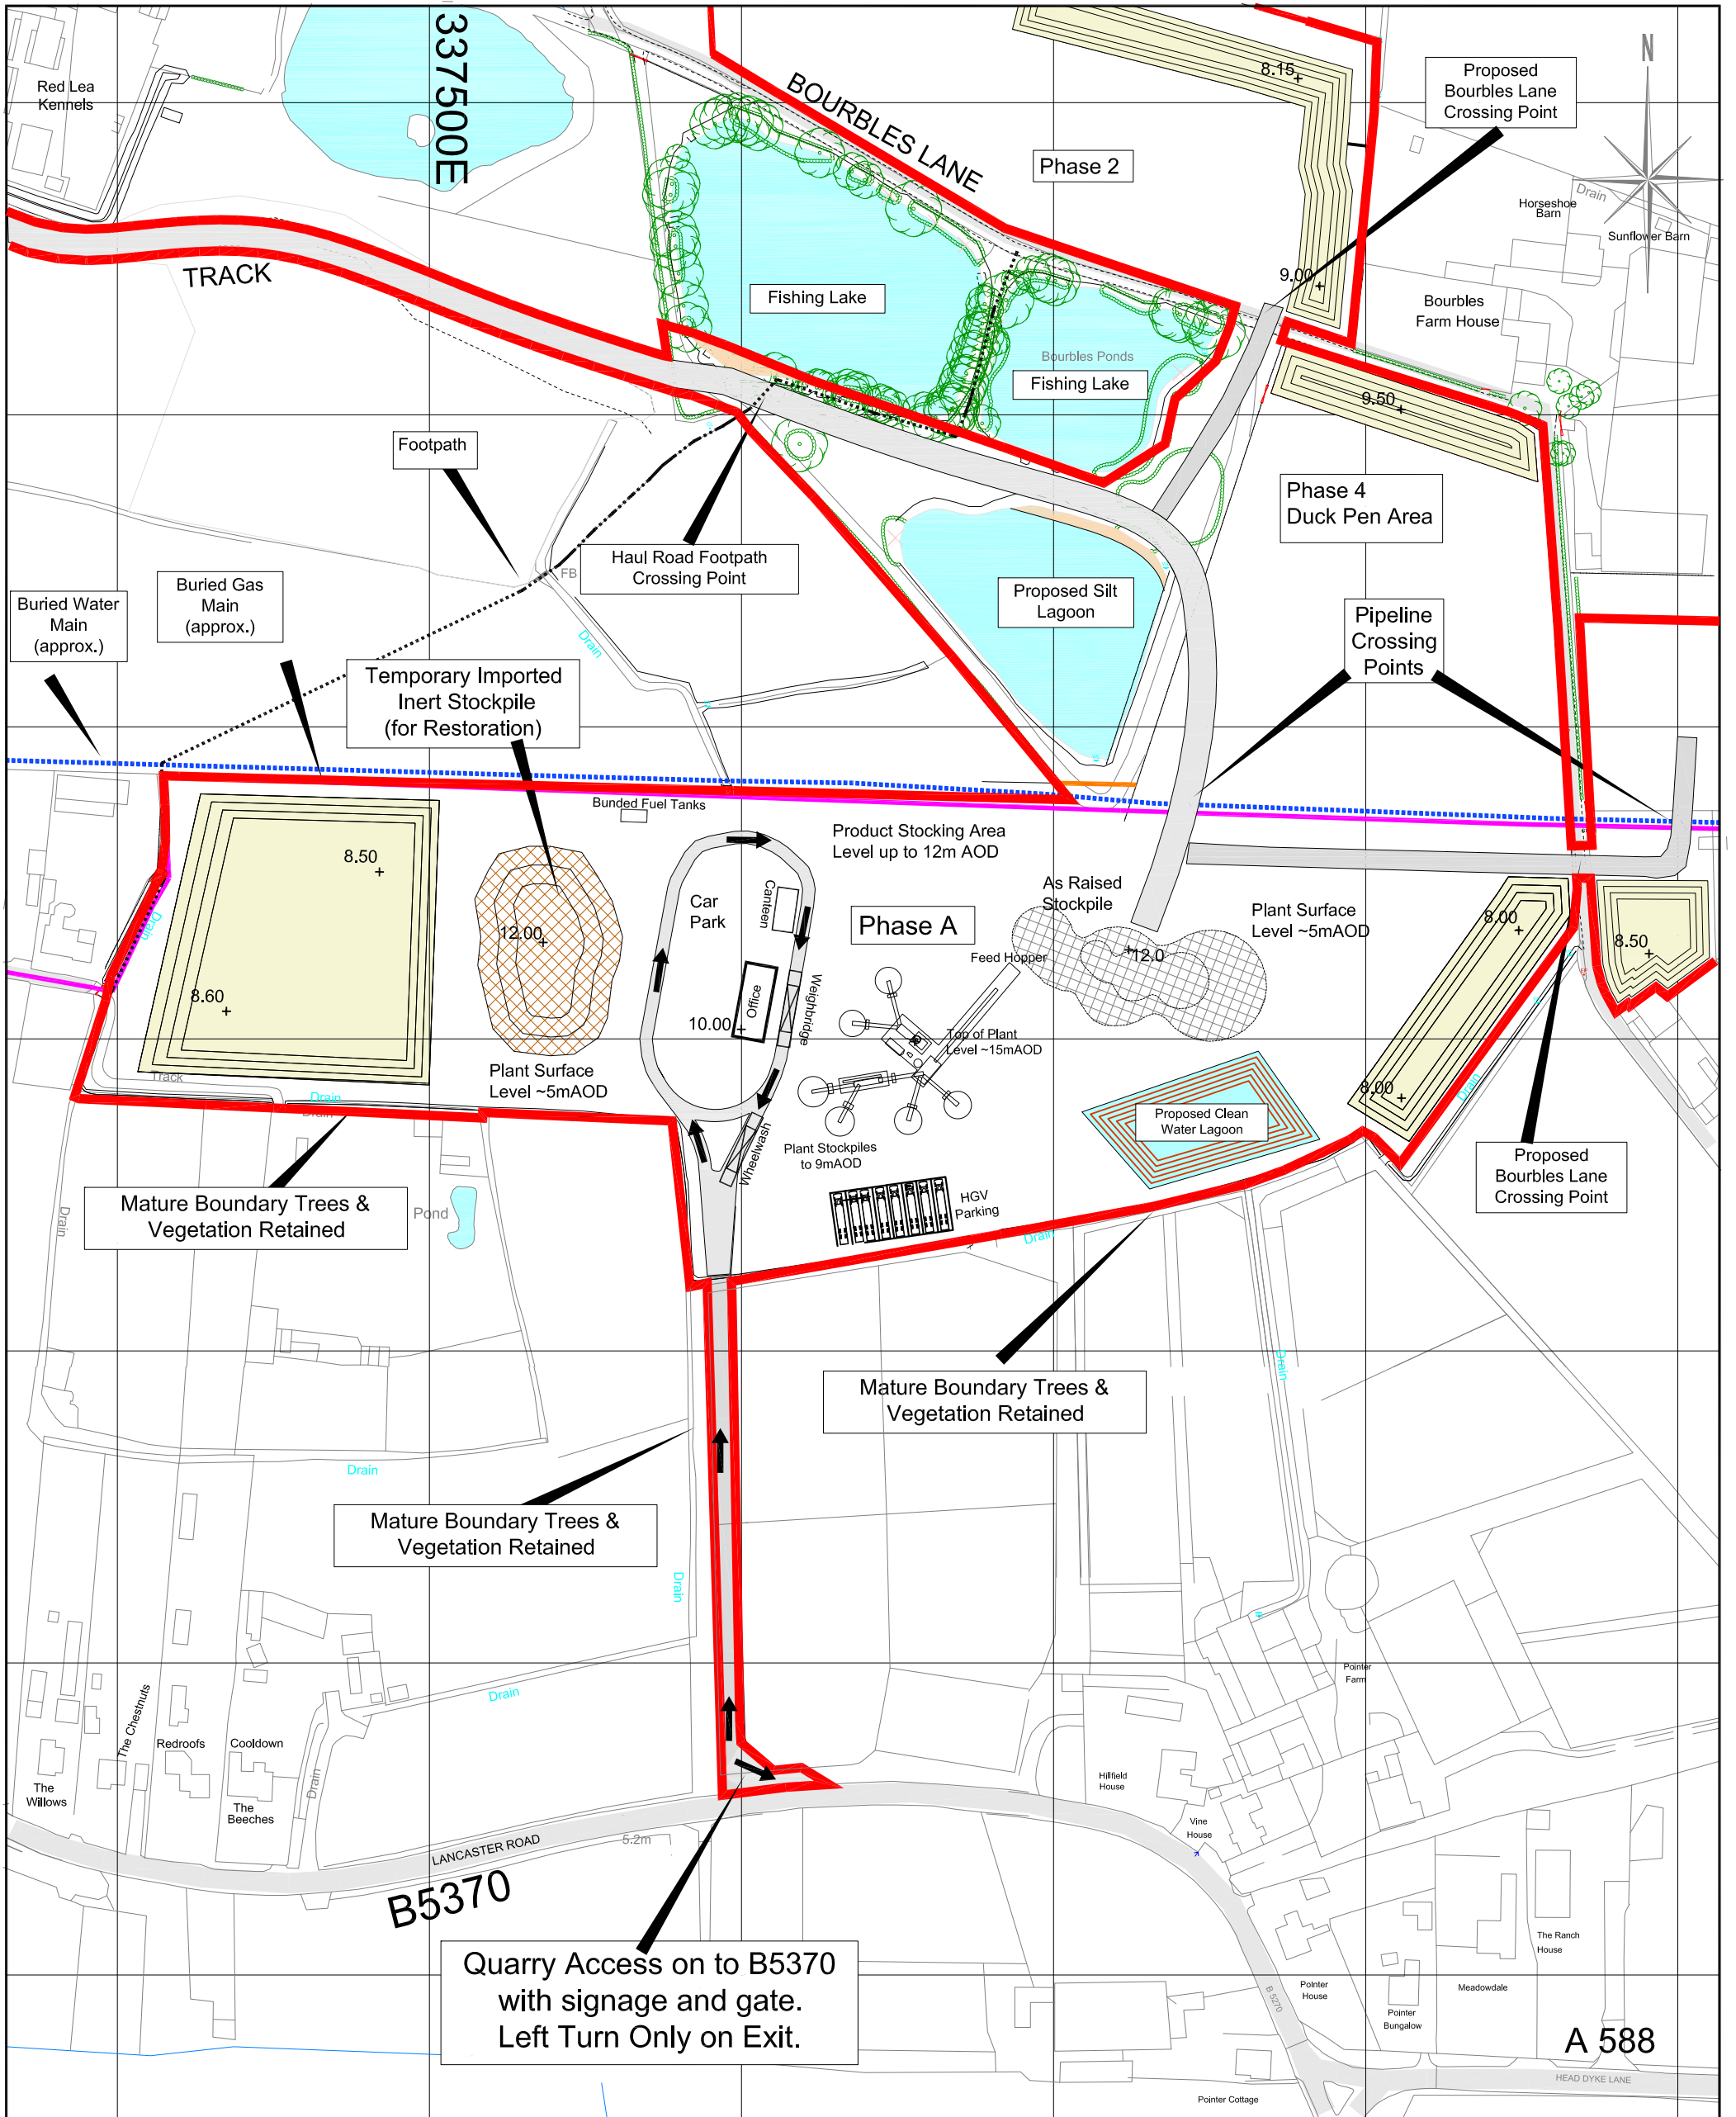 337500E
N
Red Lea
Kennels
BOURBLES LANE
8.15
Proposed
Bourbles Lane
Crossing Point
Phase 2
Drain
Horseshoe
Barn
Sunflower Barn
TRACK
Fishing Lake
9.00
Bourbles
Farm House
Bourbles Ponds
Fishing Lake
9.50
Footpath
Phase 4
Duck Pen Area
Haul Road Footpath
Crossing Point
FB
Buried Gas
Main
(approx.)
Buried Water
Main
(approx.)
Proposed Silt
Lagoon
Pipeline
Crossing
Points
Drain
Temporary Imported
Inert Stockpile
(for Restoration)
Bunded Fuel Tanks
Product Stocking Area
Level up to 12m AOD
8.50
Car
Park
Canteen
As Raised
Stockpile
Phase A
Plant Surface
Level ~5mAOD
8.00
8.50
Drain
12.00
12.0
Feed Hopper
Weighbridge
Office
8.60
10.00
Top of Plant
Level ~15mAOD
Plant Surface
Level ~5mAOD
Track
Drain
Drain
8.00
Drain
Proposed Clean
Water Lagoon
Plant Stockpiles
to 9mAOD
Wheelwash
Proposed
Bourbles Lane
Crossing Point
Mature Boundary Trees &
Vegetation Retained
Pond
Drain
HGV
Parking
Drain
Mature Boundary Trees &
Vegetation Retained
Drain
Drain
Mature Boundary Trees &
Vegetation Retained
Drain
Pointer
Farm
Drain
The Chestnuts
Redroofs
Cooldown
The
Willows
The
Beeches
Drain
Hillfield
House
Vine
House
LANCASTER ROAD
5.2m
B5370
Quarry Access on to B5370
with signage and gate.
Left Turn Only on Exit.
The Ranch
House
B 5270
Pointer
House
Meadowdale
Pointer
Bungalow
A 588
HEAD DYKE LANE
Pointer Cottage